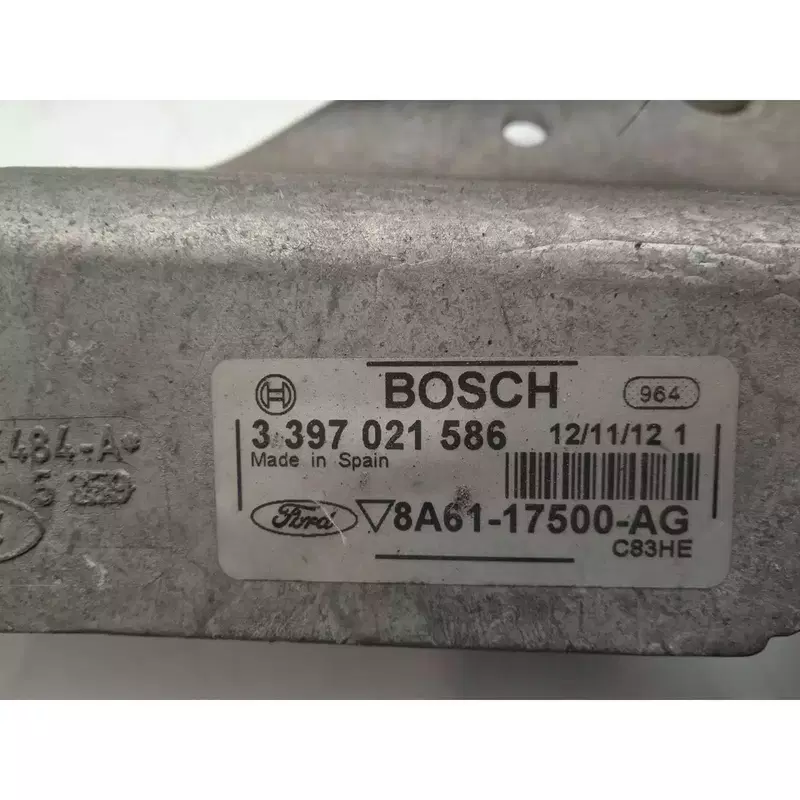 BOSCH 964
3 397 021 586 12/11/12 1
Made in Spain
Ford 8A61-17500-AG
C83HE
484-A*
5